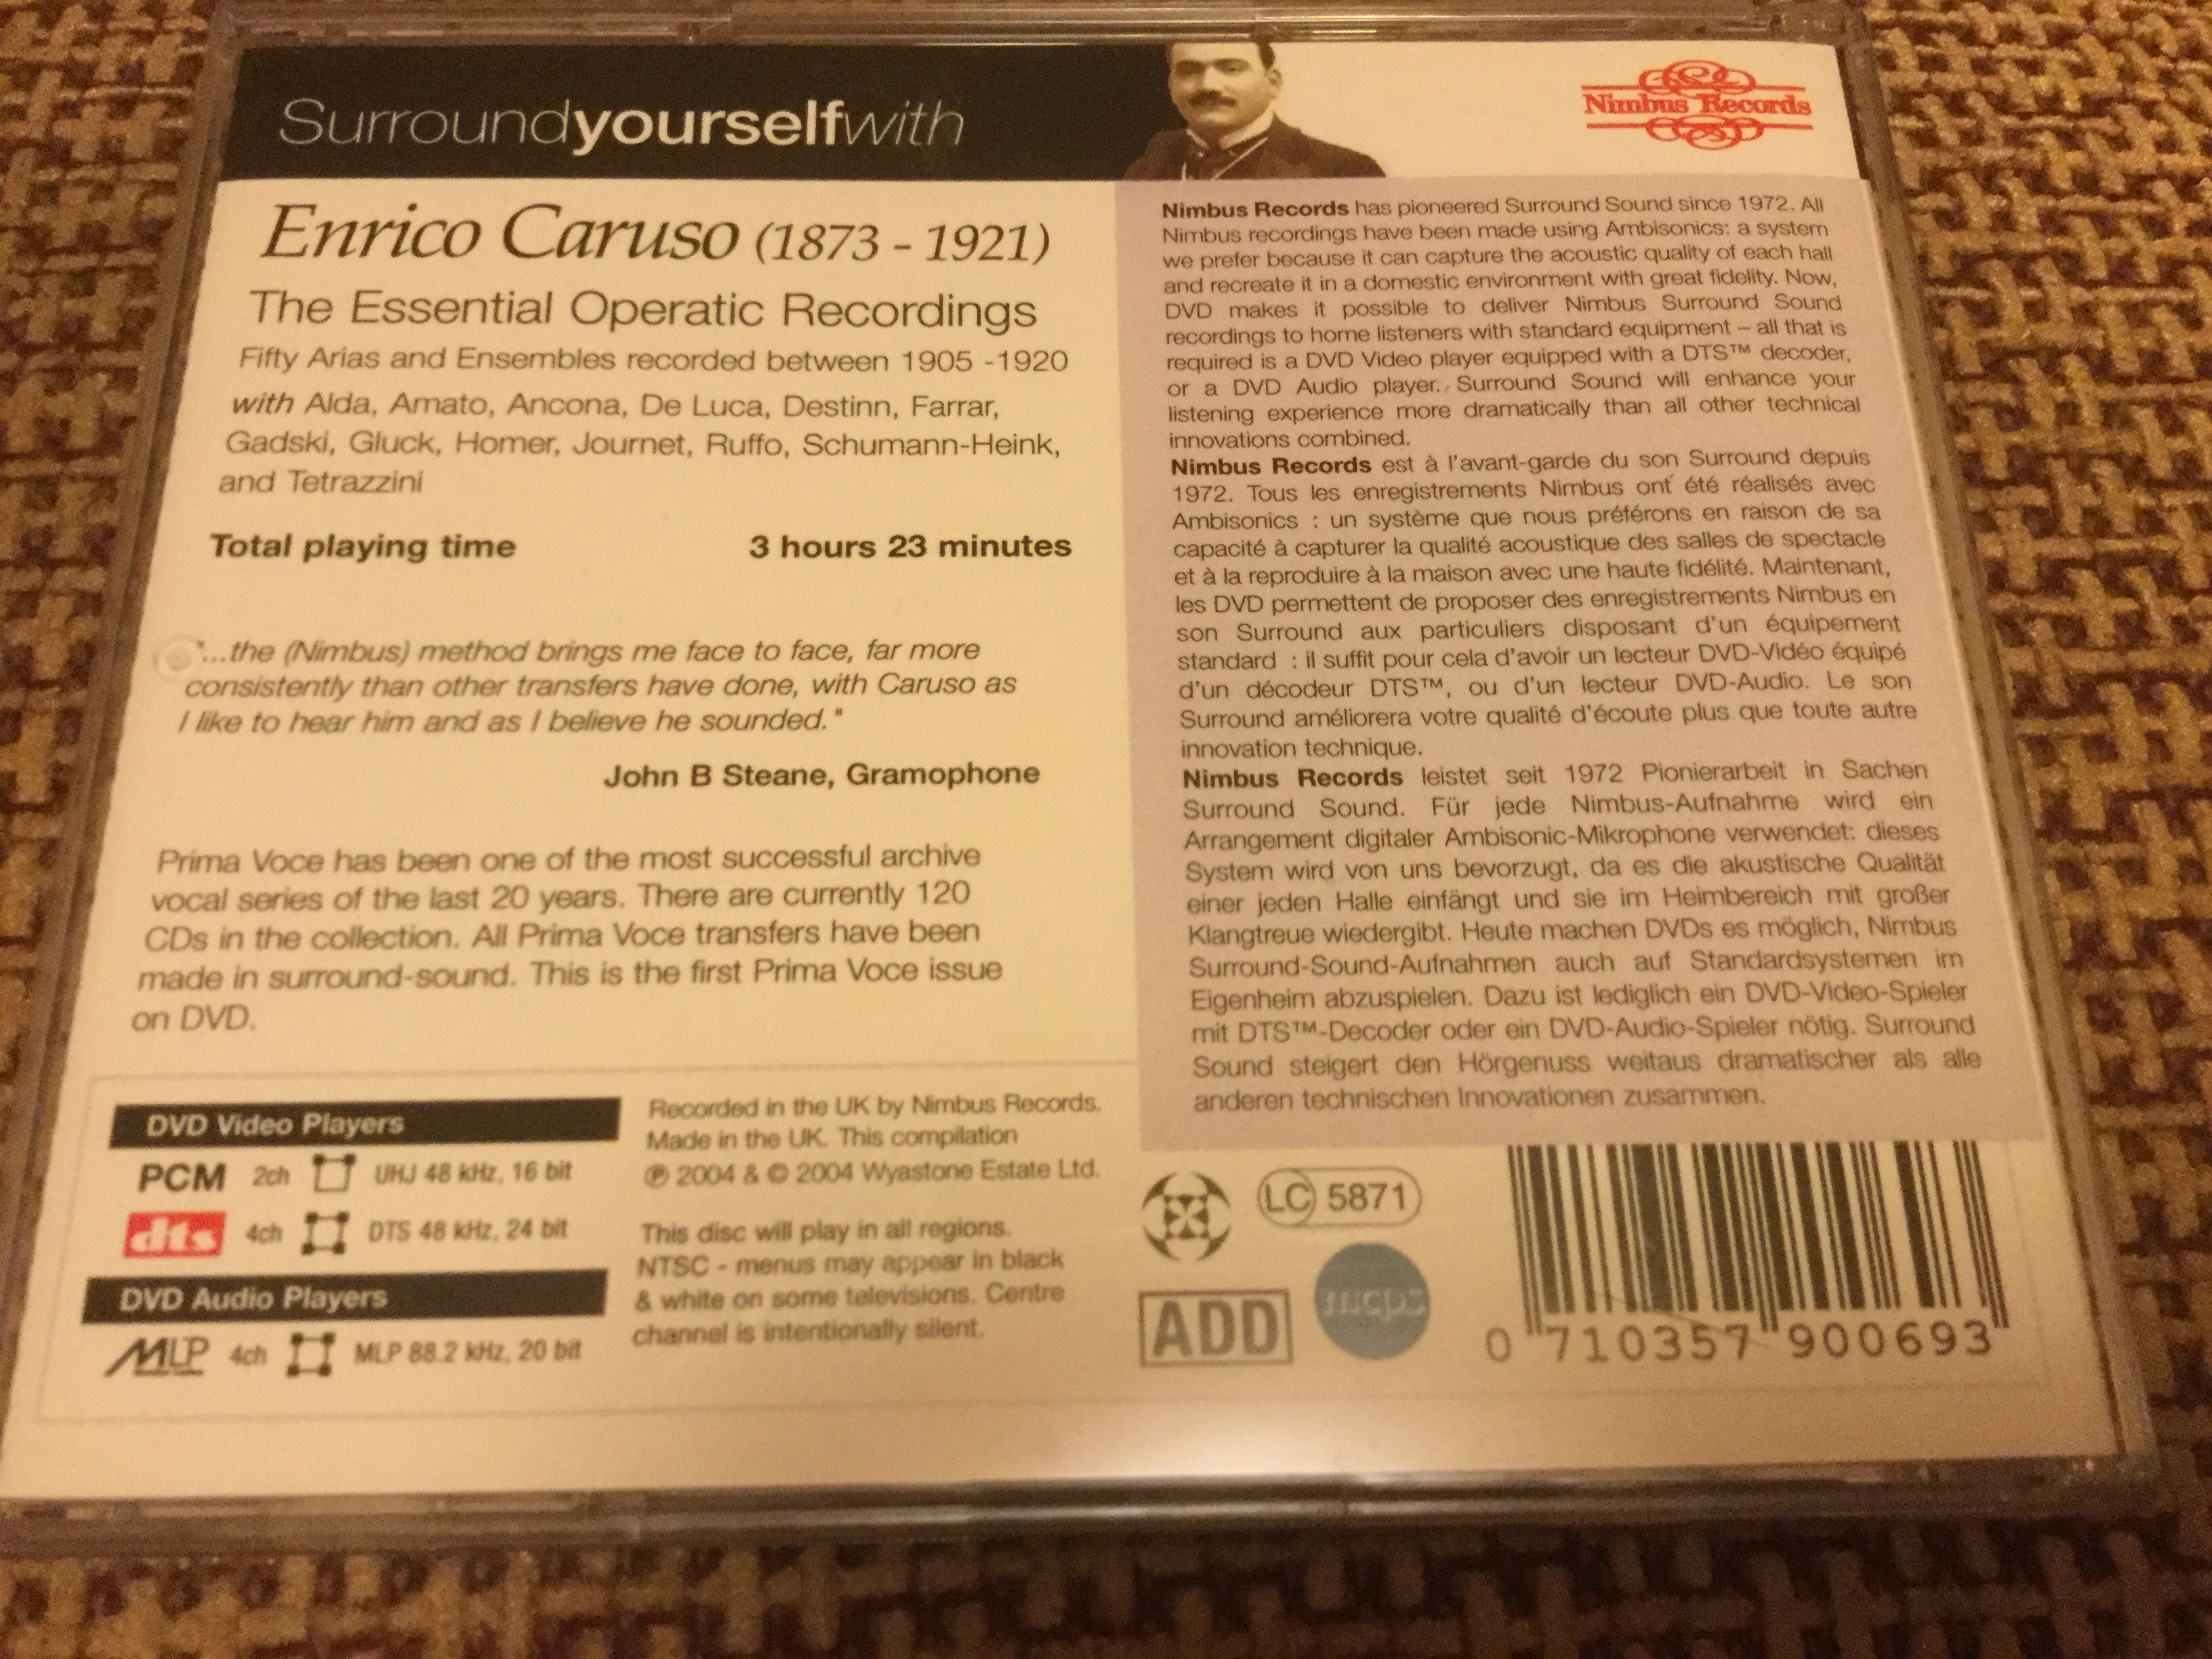 Surroundyourselfwith
Nimbus Records
Enrico Caruso (1873 - 1921)
The Essential Operatic Recordings
Fifty Arias and Ensembles recorded between 1905 -1920
with Alda, Amato, Ancona, De Luca, Destinn, Farrar,
Gadski, Gluck, Homer, Journet, Ruffo, Schumann-Heink,
and Tetrazzini
Total playing time 3 hours 23 minutes
"...the (Nimbus) method brings me face to face, far more
consistently than other transfers have done, with Caruso as
I like to hear him and as I believe he sounded."
John B Steane, Gramophone
Prima Voce has been one of the most successful archive
vocal series of the last 20 years. There are currently 120
CDs in the collection. All Prima Voce transfers have been
made in surround-sound. This is the first Prima Voce issue
on DVD.
Nimbus Records has pioneered Surround Sound since 1972. All
Nimbus recordings have been made using Ambisonics: a system
we prefer because it can capture the acoustic quality of each hall
and recreate it in a domestic environment with great fidelity. Now,
DVD makes it possible to deliver Nimbus Surround Sound
recordings to home listeners with standard equipment – all that is
required is a DVD Video player equipped with a DTS™ decoder,
or a DVD Audio player. Surround Sound will enhance your
listening experience more dramatically than all other technical
innovations combined.
Nimbus Records est à l'avant-garde du son Surround depuis
1972. Tous les enregistrements Nimbus ont été réalisés avec
Ambisonics : un système que nous préférons en raison de sa
capacité à capturer la qualité acoustique des salles de spectacle
et à la reproduire à la maison avec une haute fidélité. Maintenant,
les DVD permettent de proposer des enregistrements Nimbus en
son Surround aux particuliers disposant d'un équipement
standard : il suffit pour cela d'avoir un lecteur DVD-Vidéo équipé
d'un décodeur DTS™, ou d'un lecteur DVD-Audio. Le son
Surround améliorera votre qualité d'écoute plus que toute autre
innovation technique.
Nimbus Records leistet seit 1972 Pionierarbeit in Sachen
Surround Sound. Für jede Nimbus-Aufnahme wird ein
Arrangement digitaler Ambisonic-Mikrophone verwendet: dieses
System wird von uns bevorzugt, da es die akustische Qualität
einer jeden Halle einfängt und sie im Heimbereich mit großer
Klangtreue wiedergibt. Heute machen DVDs es möglich, Nimbus
Surround-Sound-Aufnahmen auch auf Standardsystemen im
Eigenheim abzuspielen. Dazu ist lediglich ein DVD-Video-Spieler
mit DTS™-Decoder oder ein DVD-Audio-Spieler nötig. Surround
Sound steigert den Hörgenuss weitaus dramatischer als alle
anderen technischen Innovationen zusammen.
DVD Video Players
PCM 2ch UHJ 48 kHz, 16 bit
dts 4ch DTS 48 kHz, 24 bit
DVD Audio Players
MLP 4ch MLP 88.2 kHz, 20 bit
Recorded in the UK by Nimbus Records.
Made in the UK. This compilation
℗ 2004 & © 2004 Wyastone Estate Ltd.
This disc will play in all regions.
NTSC - menus may appear in black
& white on some televisions. Centre
channel is intentionally silent.
LC 5871
ADD
0 710357 900693